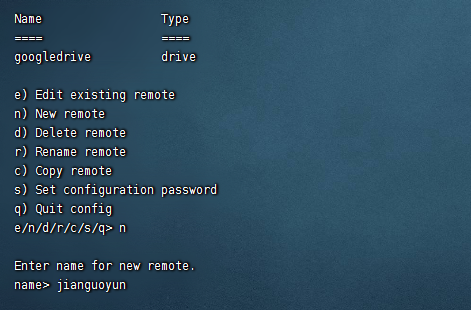 Name                 Type
====                 ====
googledrive          drive

e) Edit existing remote
n) New remote
d) Delete remote
r) Rename remote
c) Copy remote
s) Set configuration password
q) Quit config
e/n/d/r/c/s/q> n

Enter name for new remote.
name> jianguoyun